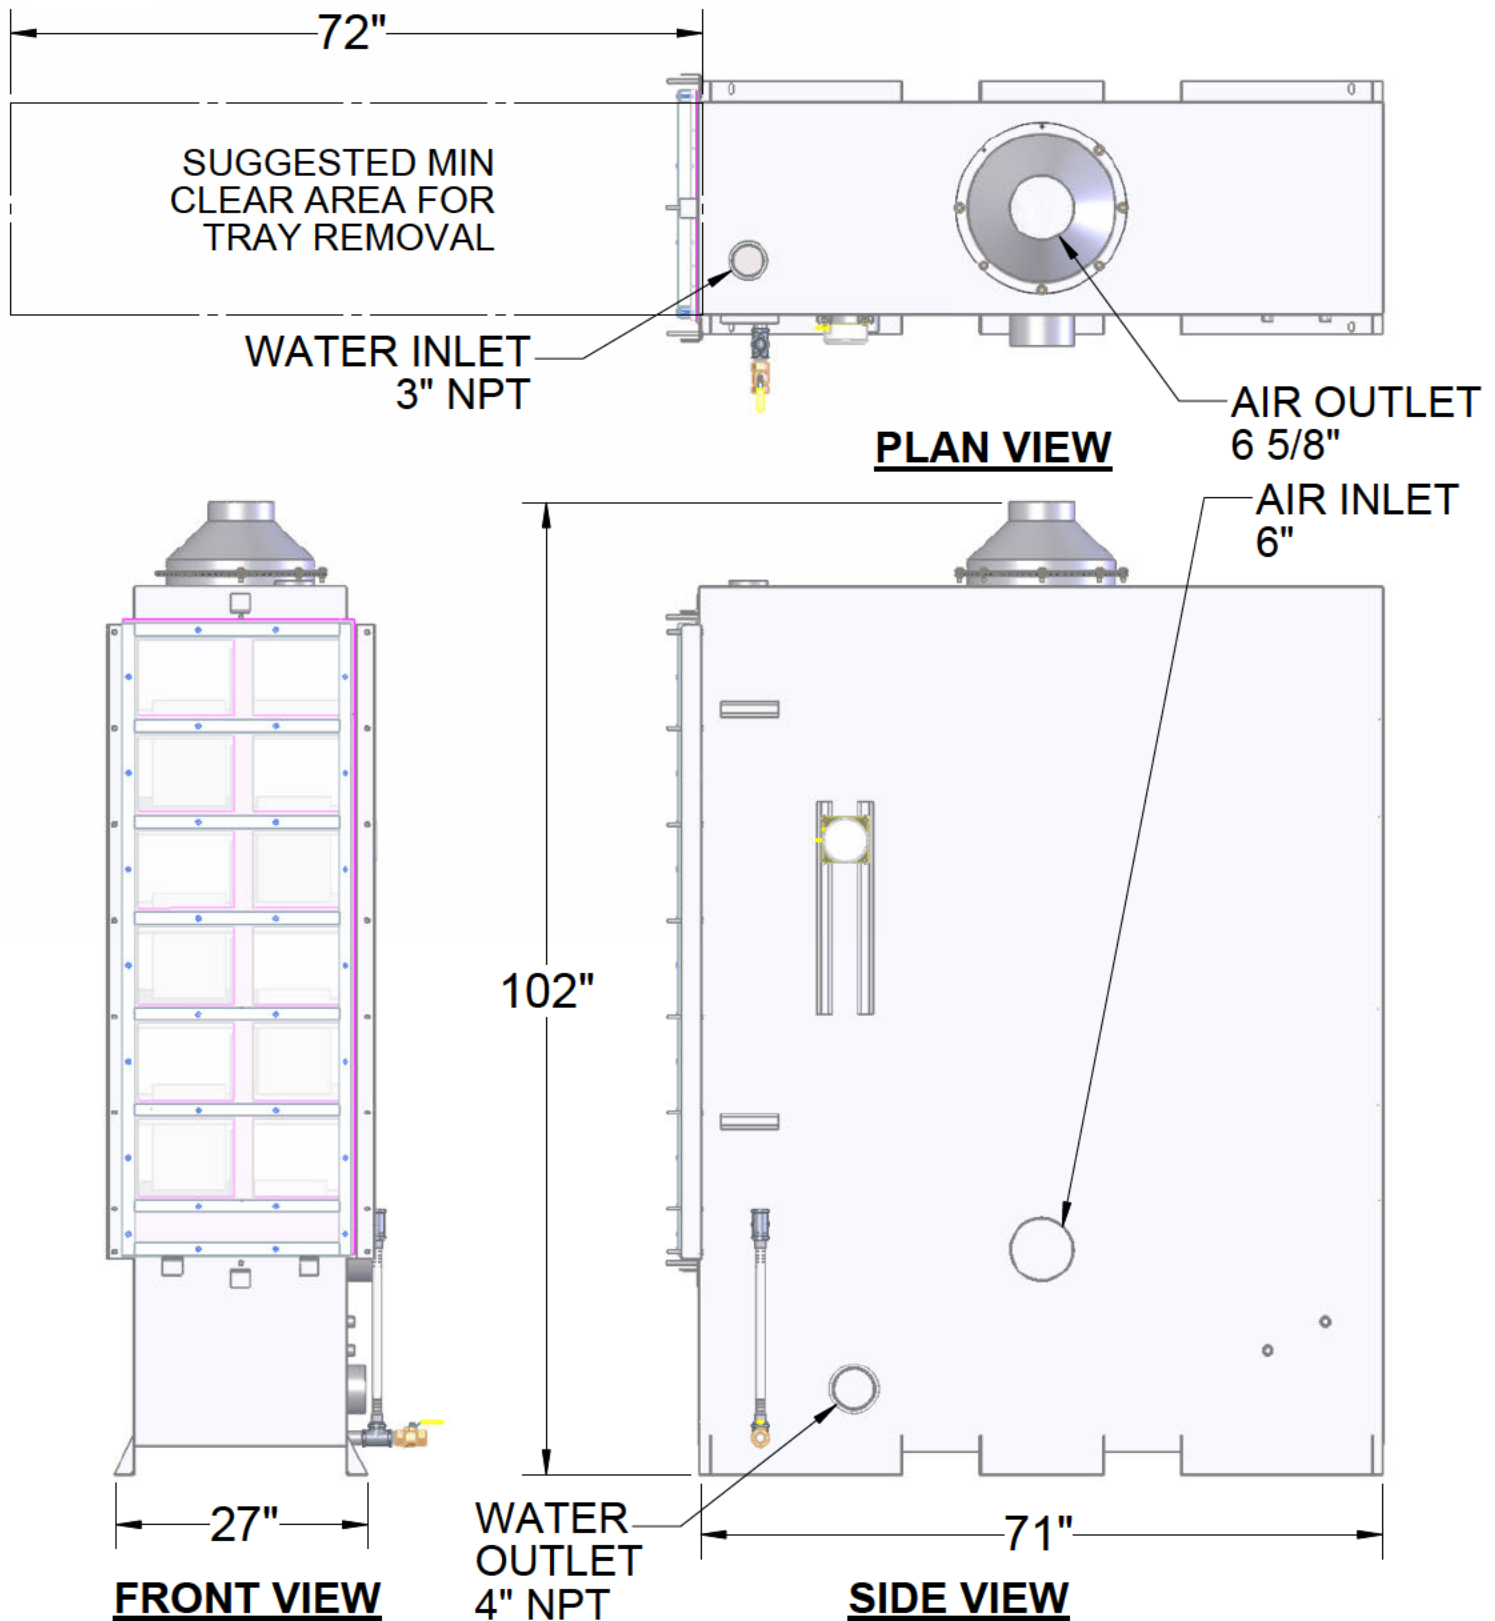 72"
SUGGESTED MIN
CLEAR AREA FOR
TRAY REMOVAL
WATER INLET
3" NPT
AIR OUTLET
6 5/8"
PLAN VIEW
AIR INLET
6"
102"
27"
WATER
OUTLET
4" NPT
71"
FRONT VIEW
SIDE VIEW